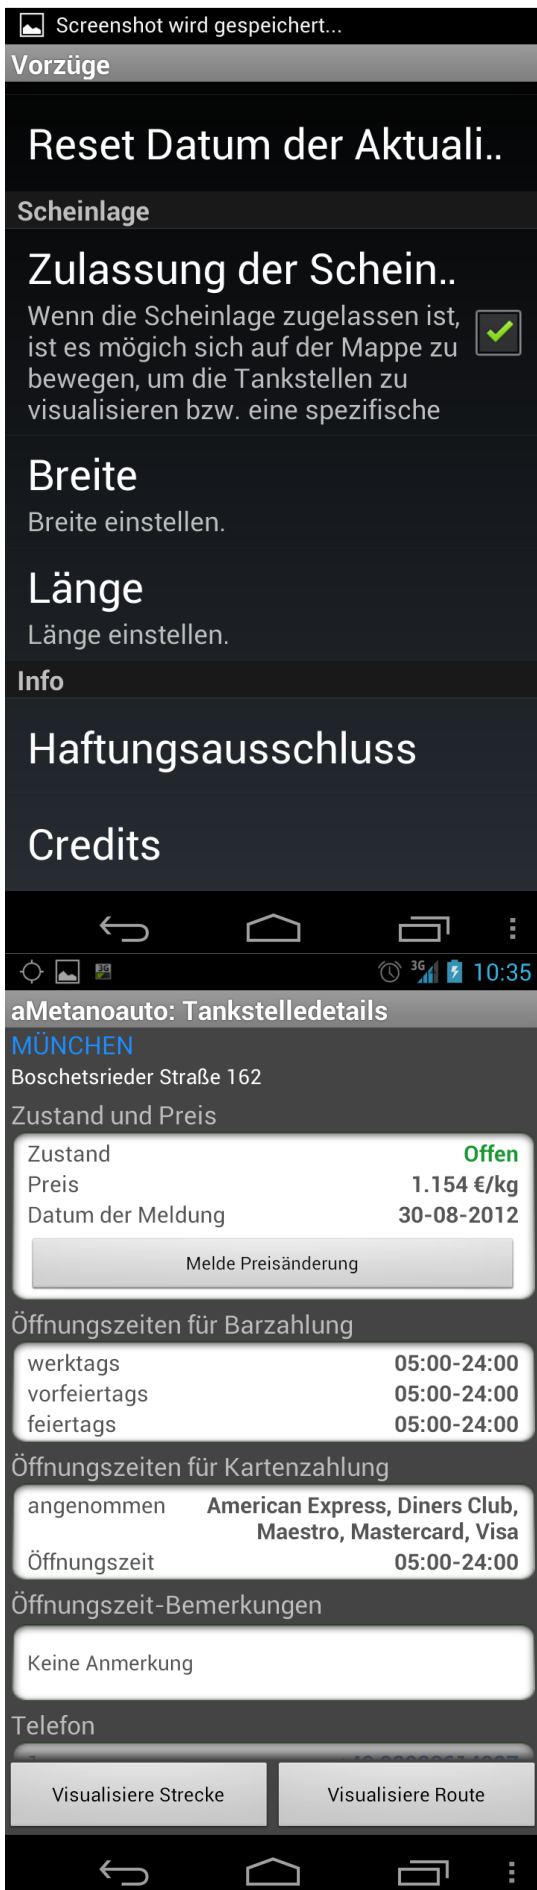 Screenshot wird gespeichert...
Vorzüge
Reset Datum der Aktuali..
Scheinlage
Zulassung der Schein..
Wenn die Scheinlage zugelassen ist,
ist es mögich sich auf der Mappe zu
bewegen, um die Tankstellen zu
visualisieren bzw. eine spezifische
Breite
Breite einstellen.
Länge
Länge einstellen.
Info
Haftungsausschluss
Credits
3G 3G 10:35
aMetanoauto: Tankstelledetails
MÜNCHEN
Boschetsrieder Straße 162
Zustand und Preis
Zustand Offen
Preis 1.154 €/kg
Datum der Meldung 30-08-2012
Melde Preisänderung
Öffnungszeiten für Barzahlung
werktags 05:00-24:00
vorfeiertags 05:00-24:00
feiertags 05:00-24:00
Öffnungszeiten für Kartenzahlung
angenommen American Express, Diners Club,
Maestro, Mastercard, Visa
Öffnungszeit 05:00-24:00
Öffnungszeit-Bemerkungen
Keine Anmerkung
Telefon
Visualisiere Strecke Visualisiere Route